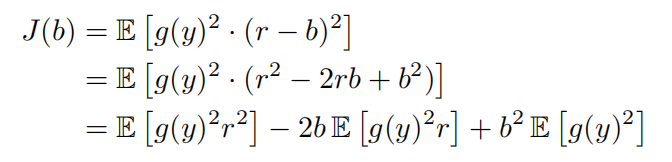 J(b) = 𝔼 [g(y)² · (r − b)²]
= 𝔼 [g(y)² · (r² − 2rb + b²)]
= 𝔼 [g(y)²r²] − 2b 𝔼 [g(y)²r] + b² 𝔼 [g(y)²]